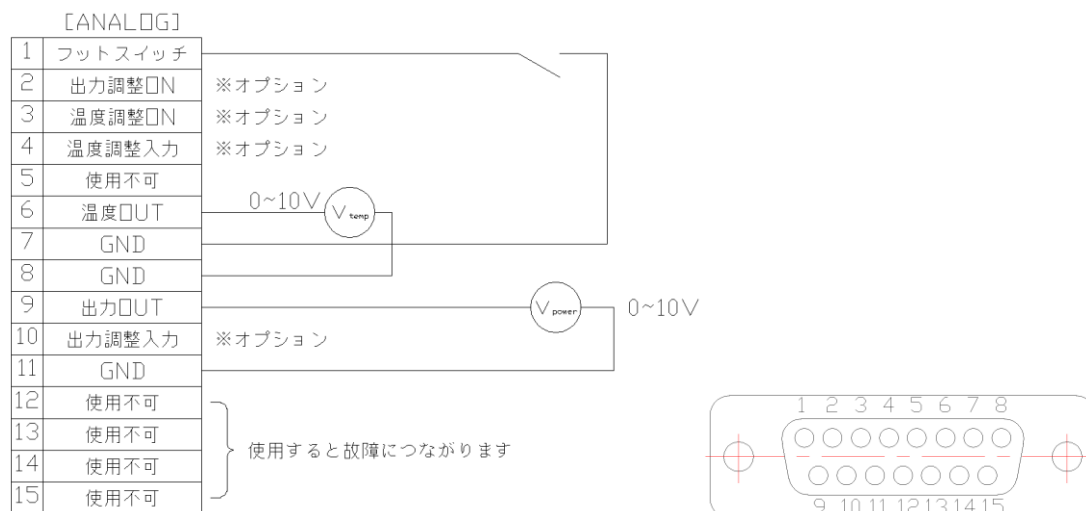 [ANALOG]
1 フットスイッチ
2 出力調整ON ※オプション
3 温度調整ON ※オプション
4 温度調整入力 ※オプション
5 使用不可
0~10V
6 温度OUT V temp
7 GND
8 GND
9 出力OUT V power 0~10V
10 出力調整入力 ※オプション
11 GND
12 使用不可
13 使用不可
使用すると故障につながります
14 使用不可
15 使用不可
1 2 3 4 5 6 7 8
9 10 11 12 13 14 15